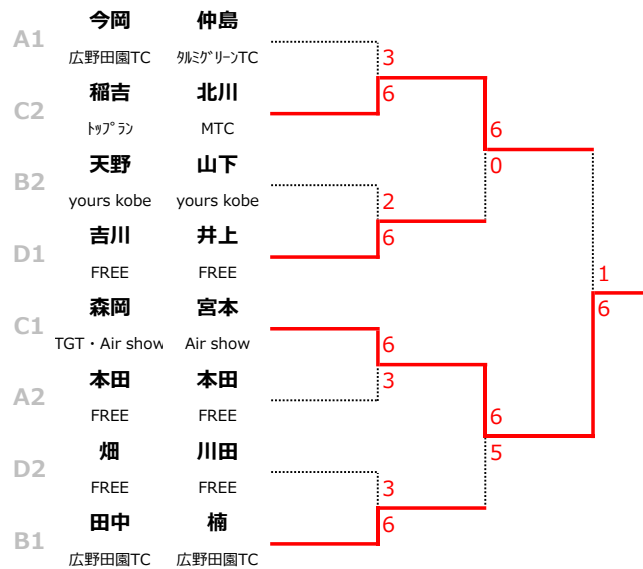 A1 今岡 仲島
広野田園TC ﾀﾙﾐｸﾞﾘｰﾝTC
3
C2 稲吉 北川
6
ﾄｯﾌﾟﾗﾝ MTC
6
B2 天野 山下
0
yours kobe yours kobe
2
D1 吉川 井上
6
FREE FREE
1
C1 森岡 宮本
6
TGT・Air show Air show
6
A2 本田 本田
3
FREE FREE
6
D2 畑 川田
5
FREE FREE
3
B1 田中 楠
6
広野田園TC 広野田園TC